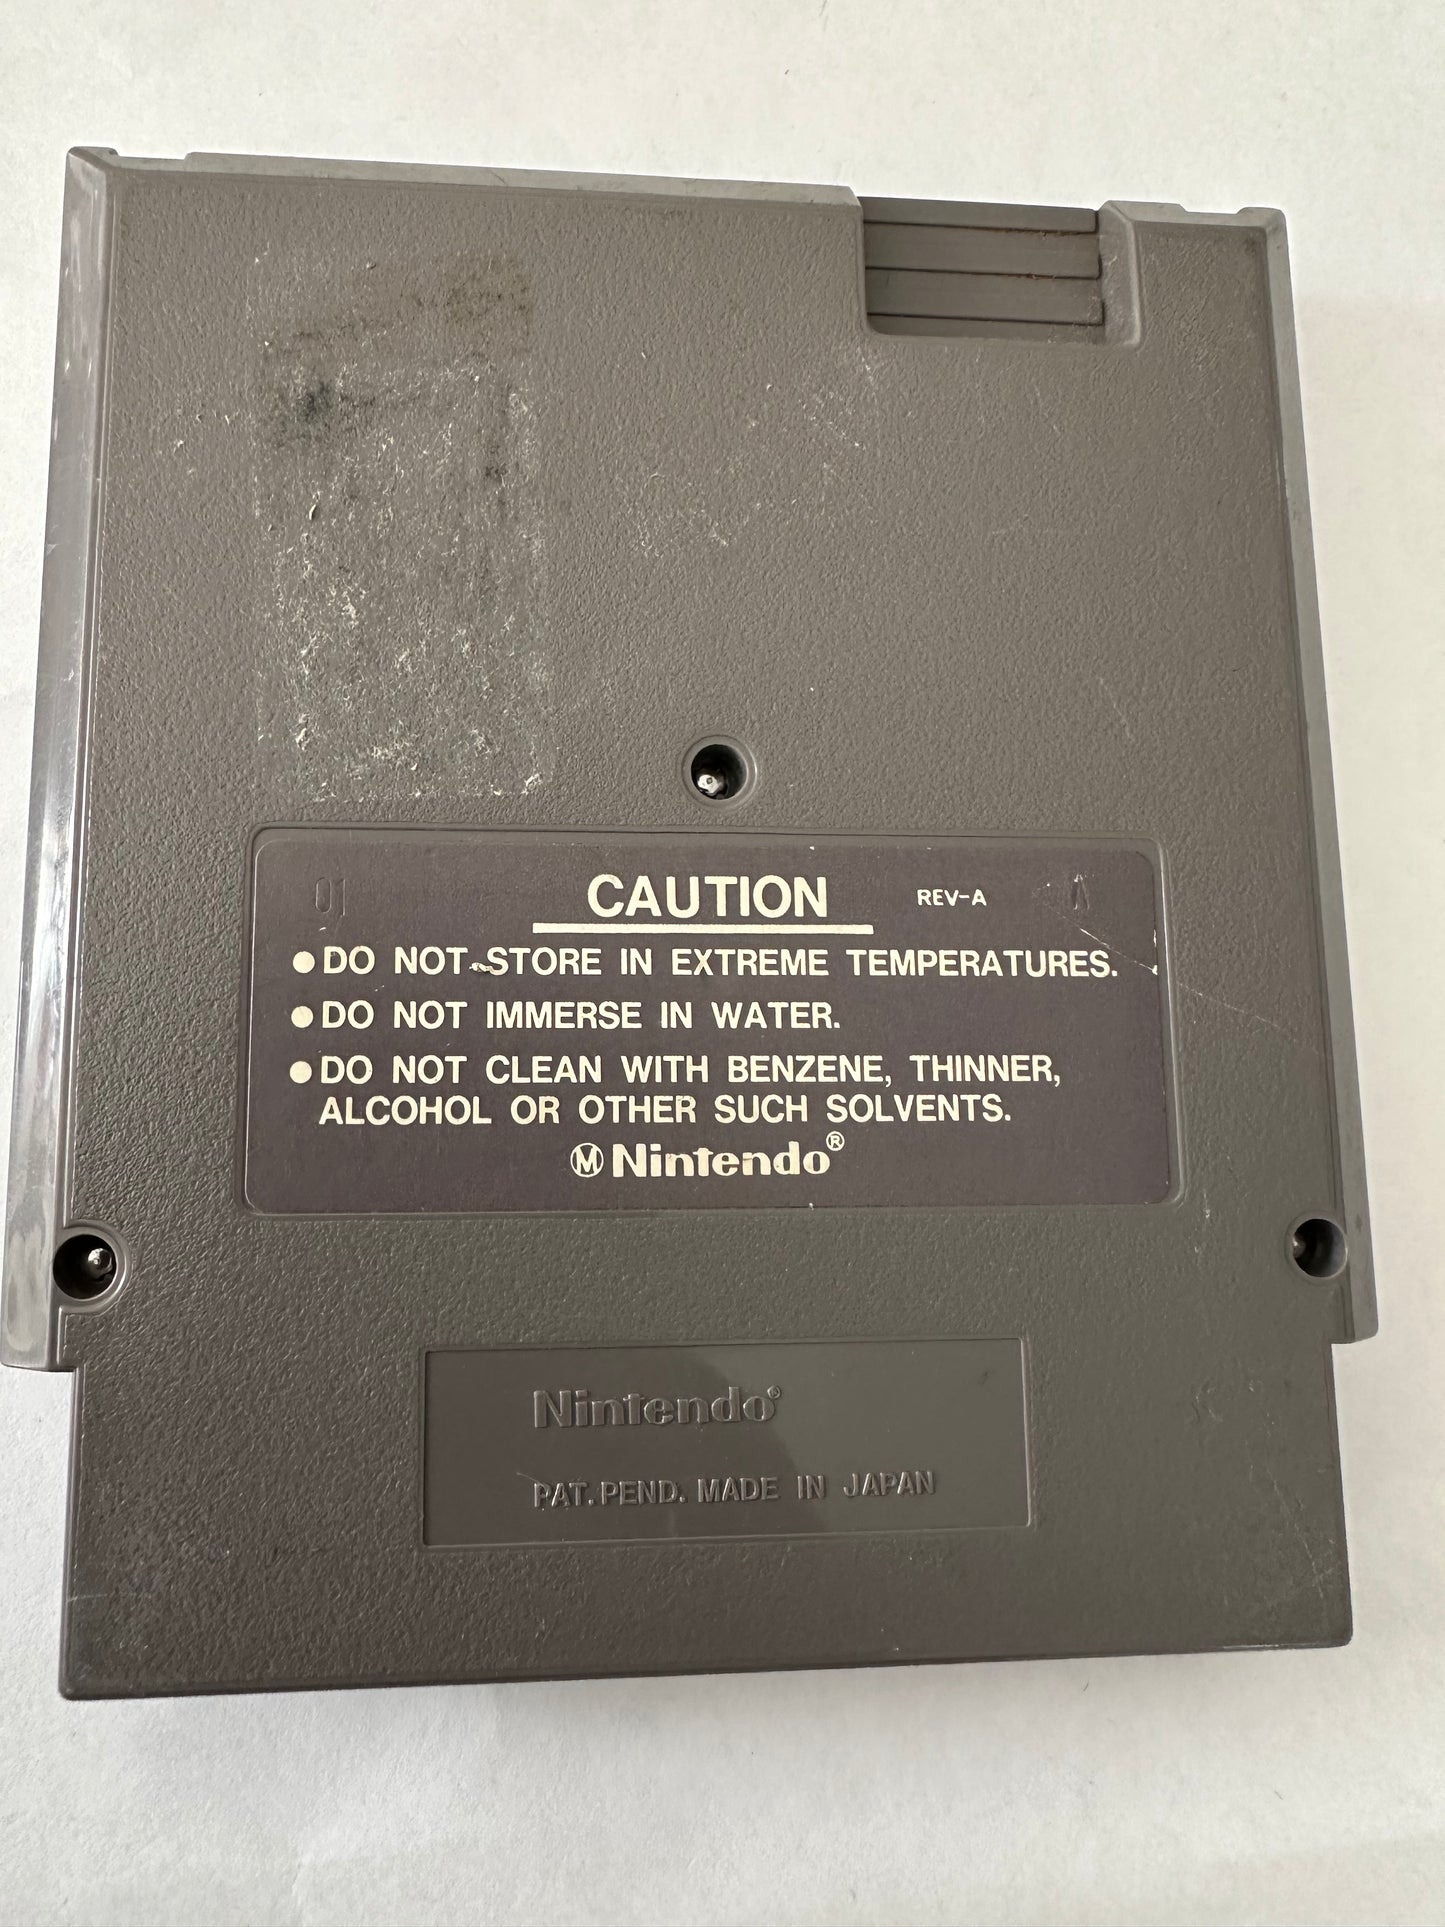 01 CAUTION REV-A A
●DO NOT STORE IN EXTREME TEMPERATURES.
●DO NOT IMMERSE IN WATER.
●DO NOT CLEAN WITH BENZENE, THINNER,
ALCOHOL OR OTHER SUCH SOLVENTS.
Ⓜ Nintendo®
Nintendo®
PAT. PEND. MADE IN JAPAN